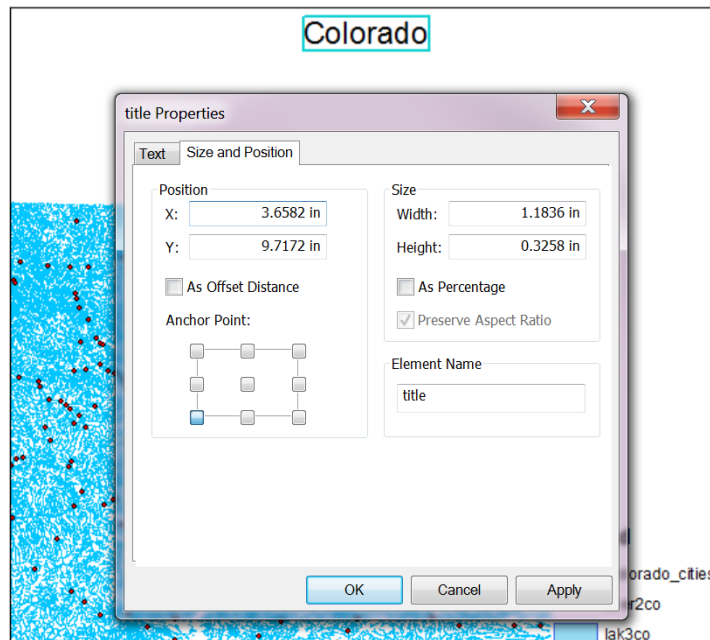 Colorado
title Properties
Text
Size and Position
Position
X:
3.6582 in
Y:
9.7172 in
As Offset Distance
Anchor Point:
Size
Width:
1.1836 in
Height:
0.3258 in
As Percentage
Preserve Aspect Ratio
Element Name
title
OK
Cancel
Apply
orado_cities
r2co
lak3co